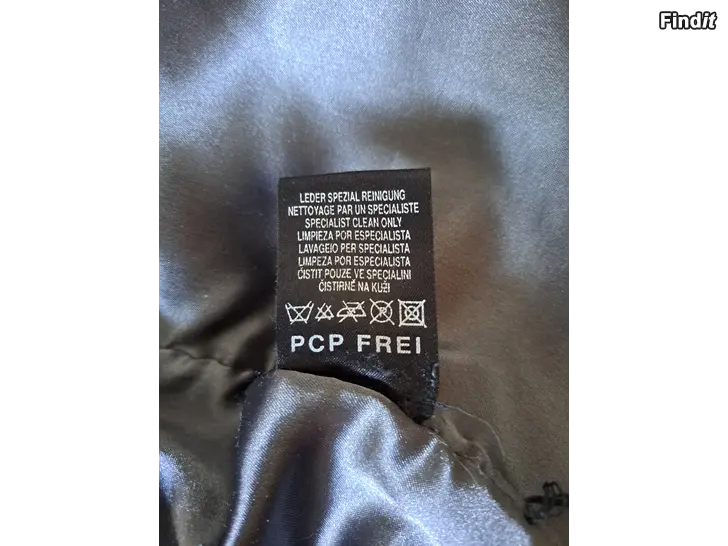 Findit
LEDER SPEZIAL REINIGUNG
NETTOYAGE PAR UN SPECIALISTE
SPECIALIST CLEAN ONLY
LIMPIEZA POR ESPECIALISTA
LAVAGEIO PER SPECIALISTA
LIMPEZA POR ESPECIALISTA
ČISTIT POUZE VE SPECIALINI
ČISTIRNĚ NA KUŽI
PCP FREI